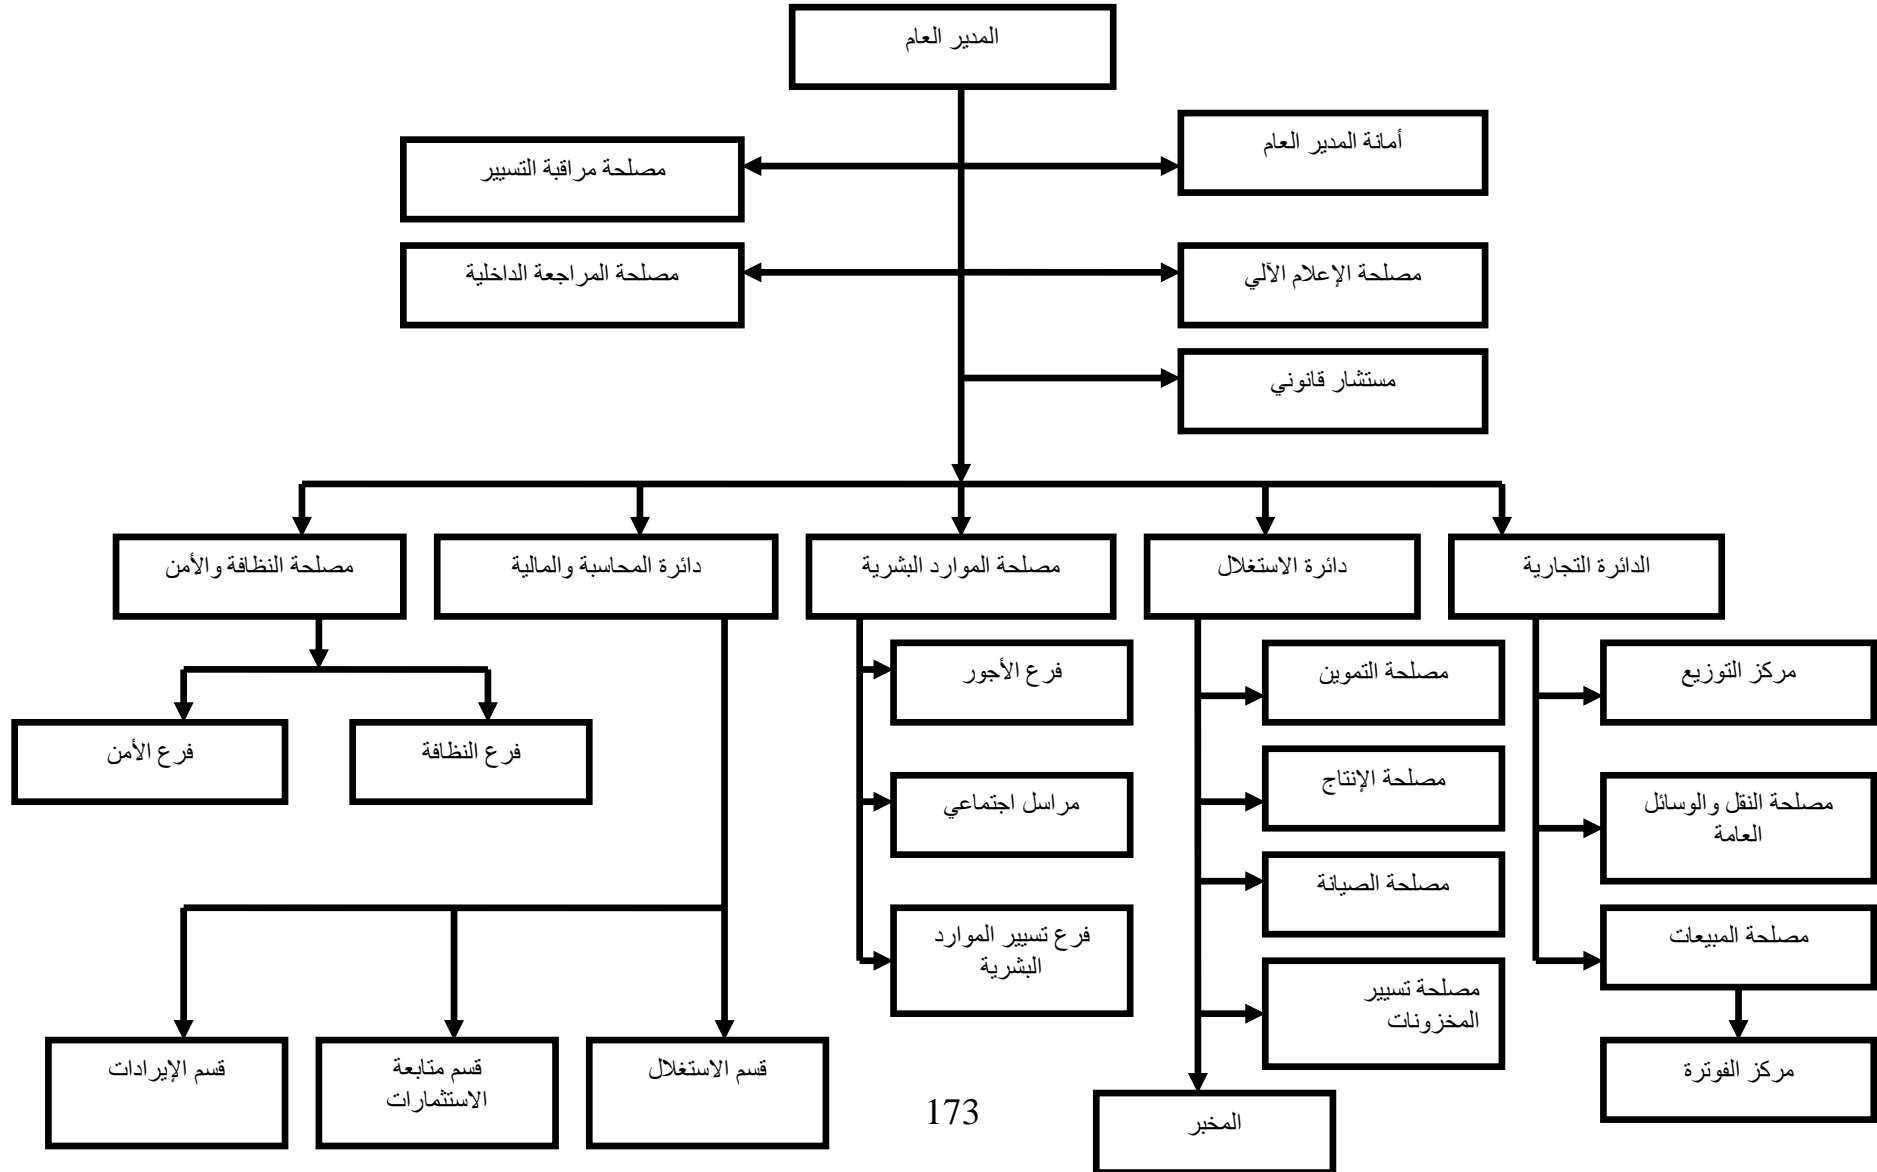 المدير العام
أمانة المدير العام
مصلحة مراقبة التسيير
مصلحة الإعلام الآلي
مصلحة المراجعة الداخلية
مستشار قانوني
الدائرة التجارية
دائرة الاستغلال
مصلحة الموارد البشرية
دائرة المحاسبة والمالية
مصلحة النظافة والأمن
مركز التوزيع
مصلحة التموين
فرع الأجور
فرع النظافة
فرع الأمن
مصلحة النقل والوسائل
العامة
مصلحة الإنتاج
مراسل اجتماعي
مصلحة الصيانة
مصلحة المبيعات
فرع تسيير الموارد
البشرية
مصلحة تسيير
المخزونات
مركز الفوترة
قسم الاستغلال
قسم متابعة
الاستثمارات
قسم الإيرادات
المخبر
173